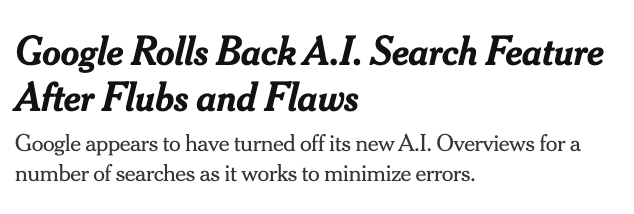 Google Rolls Back A.I. Search Feature
After Flubs and Flaws
Google appears to have turned off its new A.I. Overviews for a
number of searches as it works to minimize errors.